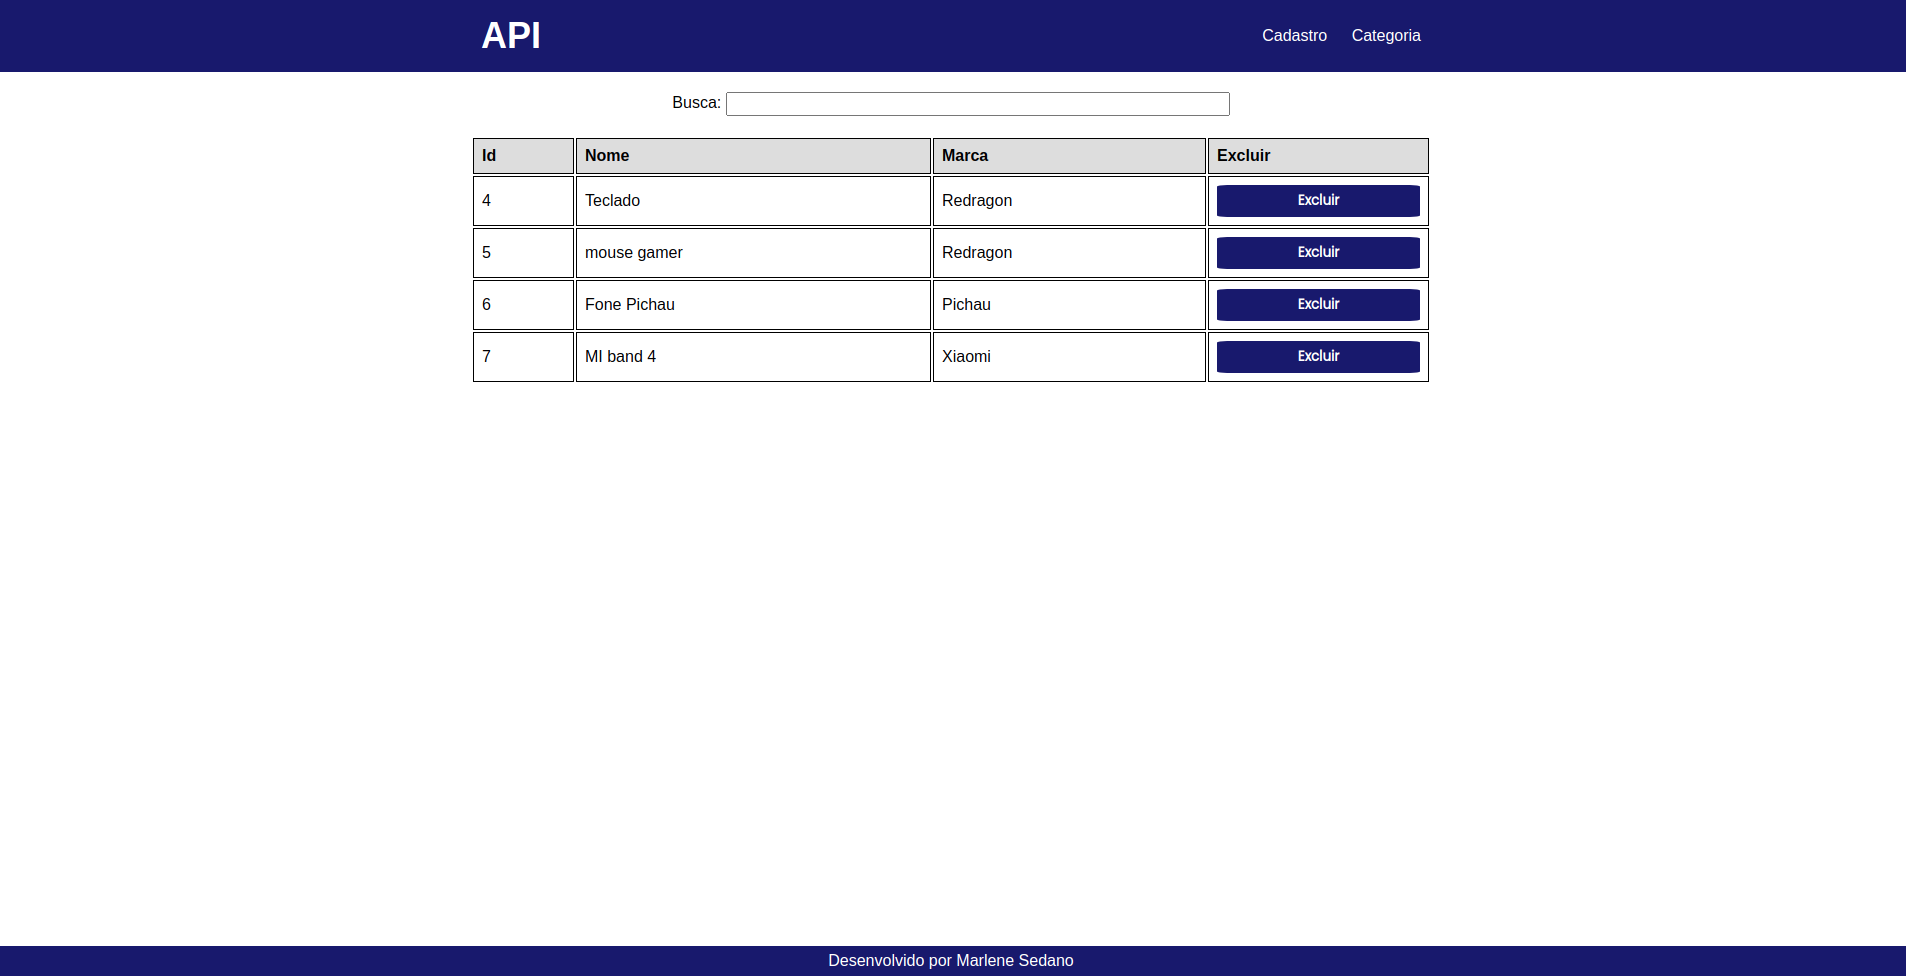 API Cadastro Categoria
Busca:
Id Nome Marca Excluir
4 Teclado Redragon Excluir
5 mouse gamer Redragon Excluir
6 Fone Pichau Pichau Excluir
7 MI band 4 Xiaomi Excluir
Desenvolvido por Marlene Sedano